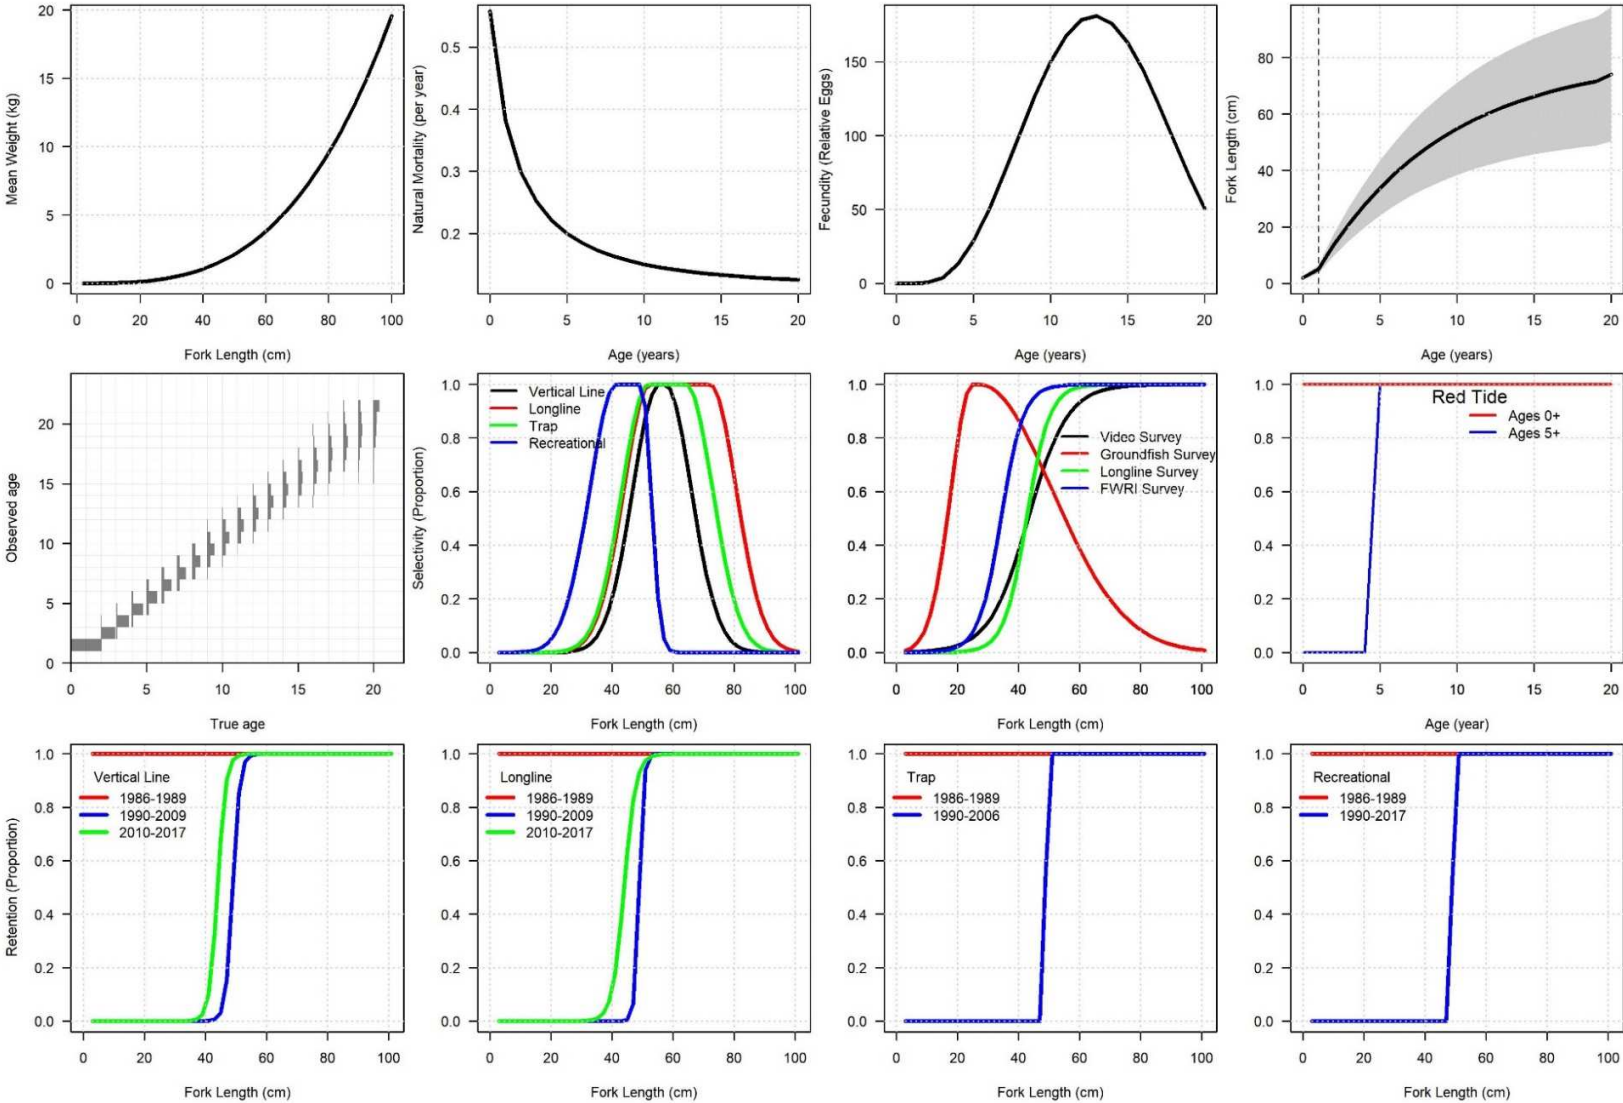 Mean Weight (kg)
20
15
10
5
0
0 20 40 60 80 100
Fork Length (cm)
Natural Mortality (per year)
0.5
0.4
0.3
0.2
0 5 10 15 20
Age (years)
Fecundity (Relative Eggs)
150
100
50
0
0 5 10 15 20
Age (years)
Fork Length (cm)
80
60
40
20
0
0 5 10 15 20
Age (years)
Observed age
20
15
10
5
0
0 5 10 15 20
True age
Selectivity (Proportion)
1.0
0.8
0.6
0.4
0.2
0.0
Vertical Line
Longline
Trap
Recreational
0 20 40 60 80 100
Fork Length (cm)
1.0
0.8
0.6
0.4
0.2
0.0
Video Survey
Groundfish Survey
Longline Survey
FWRI Survey
0 20 40 60 80 100
Fork Length (cm)
1.0
0.8
0.6
0.4
0.2
0.0
Red Tide
Ages 0+
Ages 5+
0 5 10 15 20
Age (year)
Retention (Proportion)
1.0
0.8
0.6
0.4
0.2
0.0
Vertical Line
1986-1989
1990-2009
2010-2017
0 20 40 60 80 100
Fork Length (cm)
1.0
0.8
0.6
0.4
0.2
0.0
Longline
1986-1989
1990-2009
2010-2017
0 20 40 60 80 100
Fork Length (cm)
1.0
0.8
0.6
0.4
0.2
0.0
Trap
1986-1989
1990-2006
0 20 40 60 80 100
Fork Length (cm)
1.0
0.8
0.6
0.4
0.2
0.0
Recreational
1986-1989
1990-2017
0 20 40 60 80 100
Fork Length (cm)